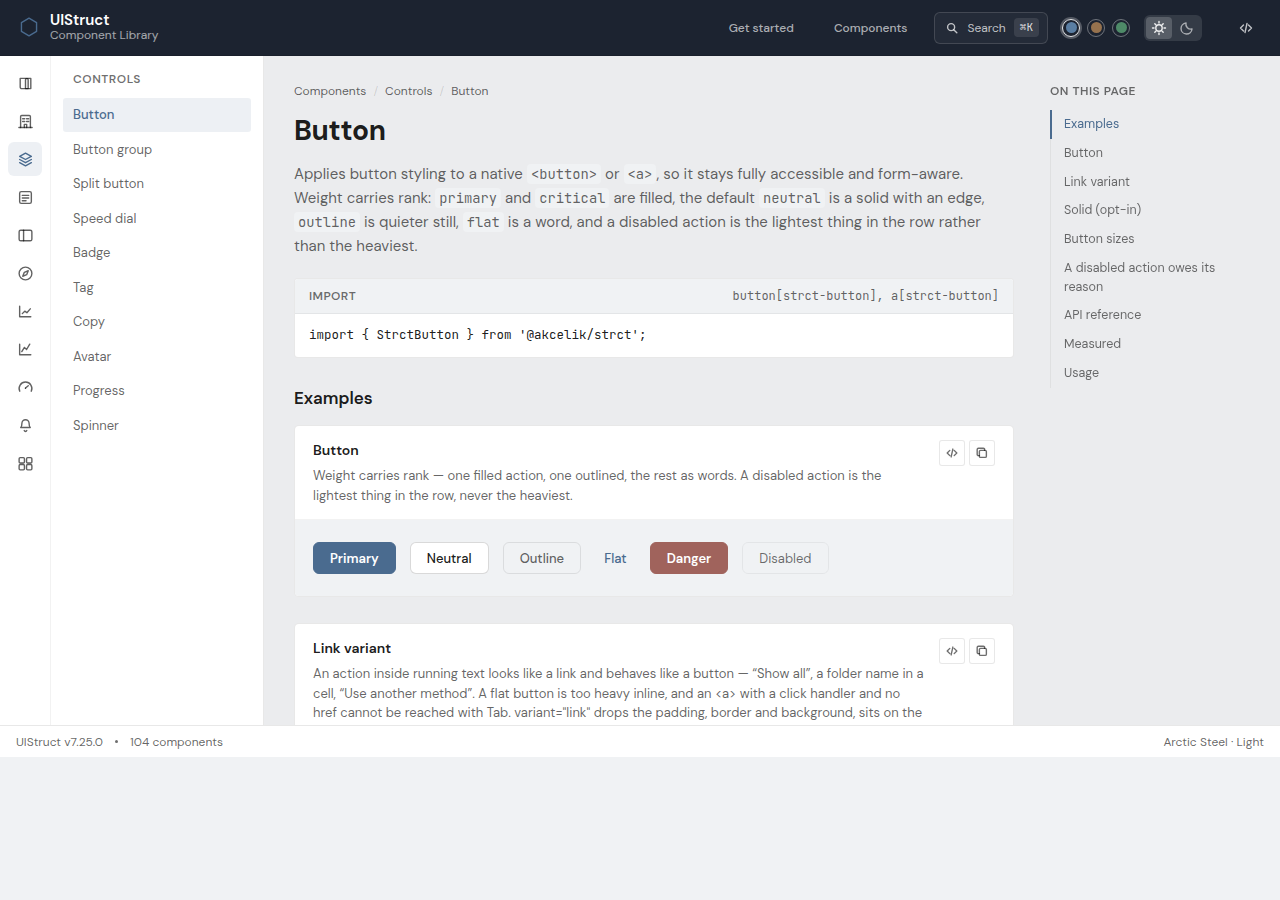 UIStruct
Component Library
Get started
Components
Search ⌘K
CONTROLS
Button
Button group
Split button
Speed dial
Badge
Tag
Copy
Avatar
Progress
Spinner
Components / Controls / Button
Button
Applies button styling to a native <button> or <a>, so it stays fully accessible and form-aware.
Weight carries rank: primary and critical are filled, the default neutral is a solid with an edge,
outline is quieter still, flat is a word, and a disabled action is the lightest thing in the row rather
than the heaviest.
IMPORT button[strct-button], a[strct-button]
import { StrctButton } from '@akcelik/strct';
Examples
Button
Weight carries rank — one filled action, one outlined, the rest as words. A disabled action is the
lightest thing in the row, never the heaviest.
Primary Neutral Outline Flat Danger Disabled
Link variant
An action inside running text looks like a link and behaves like a button — “Show all”, a folder name in a
cell, “Use another method”. A flat button is too heavy inline, and an <a> with a click handler and no
href cannot be reached with Tab. variant="link" drops the padding, border and background, sits on the
ON THIS PAGE
Examples
Button
Link variant
Solid (opt-in)
Button sizes
A disabled action owes its
reason
API reference
Measured
Usage
UIStruct v7.25.0 • 104 components
Arctic Steel · Light